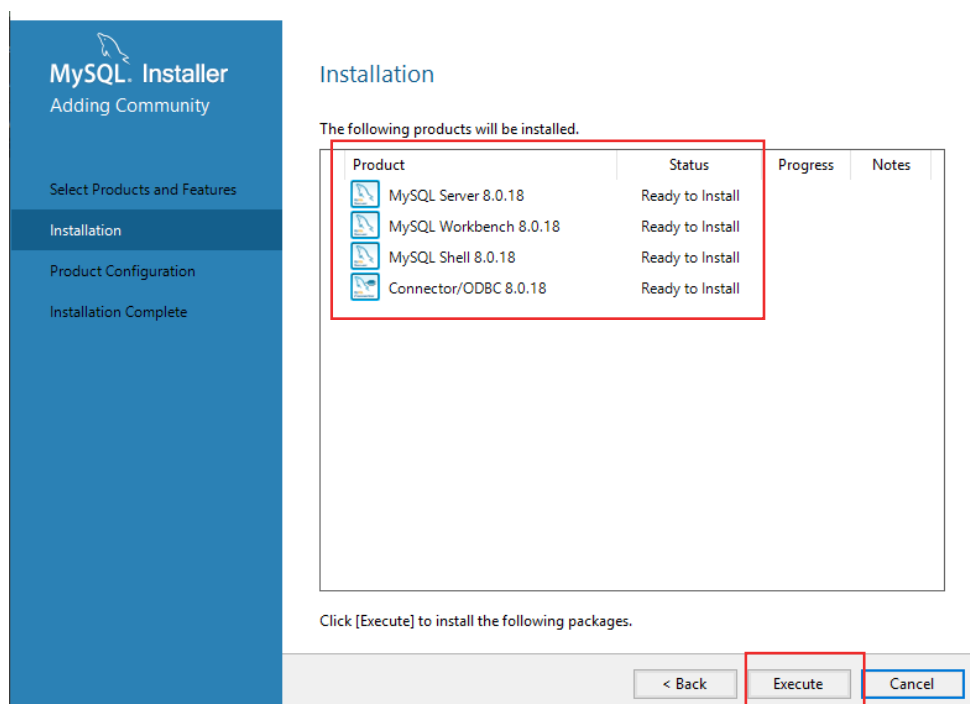 MySQL. Installer
Adding Community
Select Products and Features
Installation
Product Configuration
Installation Complete
Installation
The following products will be installed.
Product Status Progress Notes
MySQL Server 8.0.18 Ready to Install
MySQL Workbench 8.0.18 Ready to Install
MySQL Shell 8.0.18 Ready to Install
Connector/ODBC 8.0.18 Ready to Install
Click [Execute] to install the following packages.
< Back Execute Cancel